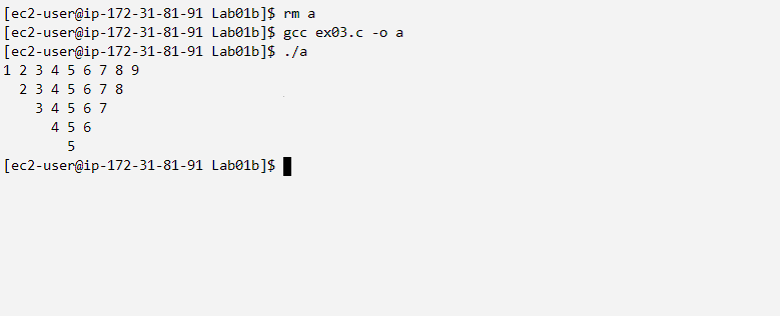 [ec2-user@ip-172-31-81-91 Lab01b]$ rm a
[ec2-user@ip-172-31-81-91 Lab01b]$ gcc ex03.c -o a
[ec2-user@ip-172-31-81-91 Lab01b]$ ./a
1 2 3 4 5 6 7 8 9
  2 3 4 5 6 7 8
    3 4 5 6 7
      4 5 6
        5
[ec2-user@ip-172-31-81-91 Lab01b]$